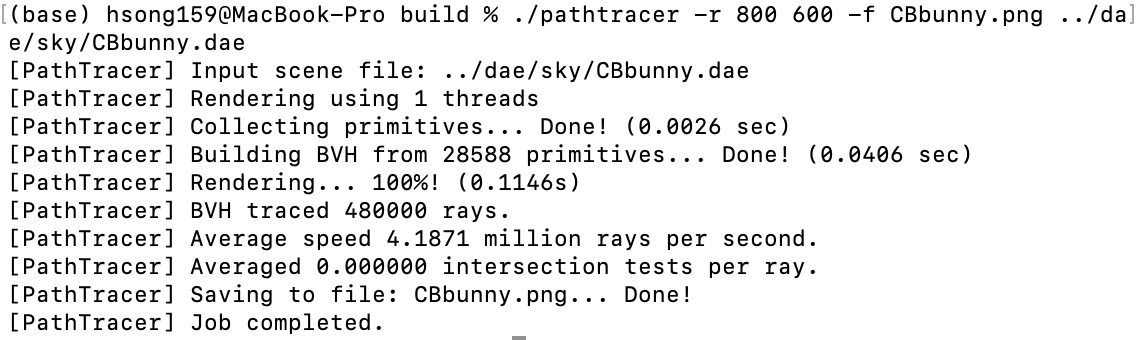 (base) hsong159@MacBook-Pro build % ./pathtracer -r 800 600 -f CBbunny.png ../da
e/sky/CBbunny.dae
[PathTracer] Input scene file: ../dae/sky/CBbunny.dae
[PathTracer] Rendering using 1 threads
[PathTracer] Collecting primitives... Done! (0.0026 sec)
[PathTracer] Building BVH from 28588 primitives... Done! (0.0406 sec)
[PathTracer] Rendering... 100%! (0.1146s)
[PathTracer] BVH traced 480000 rays.
[PathTracer] Average speed 4.1871 million rays per second.
[PathTracer] Averaged 0.000000 intersection tests per ray.
[PathTracer] Saving to file: CBbunny.png... Done!
[PathTracer] Job completed.